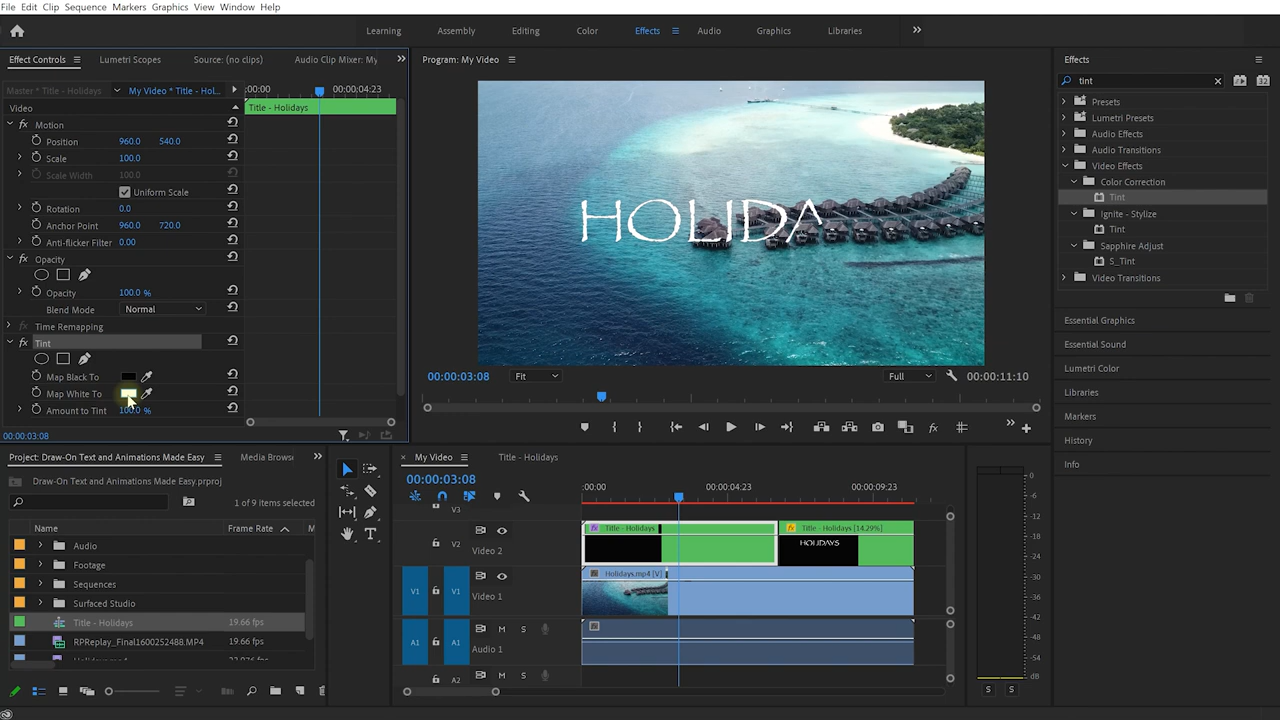 File Edit Clip Sequence Markers Graphics View Window Help
Learning Assembly Editing Color Effects Audio Graphics Libraries
Effect Controls Lumetri Scopes Source: (no clips) Audio Clip Mixer: My
Master * Title - Holidays My Video * Title - Hol... :00:00 00:00:04:23
Video Title - Holidays
fx Motion
Position 960.0 540.0
Scale 100.0
Scale Width 100.0
Uniform Scale
Rotation 0.0
Anchor Point 960.0 720.0
Anti-flicker Filter 0.00
fx Opacity
Opacity 100.0 %
Blend Mode Normal
fx Time Remapping
fx Tint
Map Black To
Map White To
Amount to Tint 100.0 %
00:00:03:08
Program: My Video
HOLIDA
00:00:03:08 Fit Full 00:00:11:10
Effects
tint
Presets
Lumetri Presets
Audio Effects
Audio Transitions
Video Effects
Color Correction
Tint
Ignite - Stylize
Tint
Sapphire Adjust
S_Tint
Video Transitions
Essential Graphics
Essential Sound
Lumetri Color
Libraries
Markers
History
Info
Project: Draw-On Text and Animations Made Easy Media Brows
Draw-On Text and Animations Made Easy.prproj
1 of 9 items selected
Name Frame Rate M
Audio
Footage
Sequences
Surfaced Studio
Title - Holidays 19.66 fps
RPReplay_Final1600252488.MP4 19.66 fps
My Video Title - Holidays
00:00:03:08 :00:00 00:00:04:23 00:00:09:23
V3
V2 Video 2 Title - Holidays Title - Holidays [14.29%]
HOLIDAYS
V1 V1 Video 1 Holidays.mp4 [V]
A1 A1 M S Audio 1
A2 M S
0
-6
-12
-18
-24
-30
-36
-42
-48
-54
dB
S S